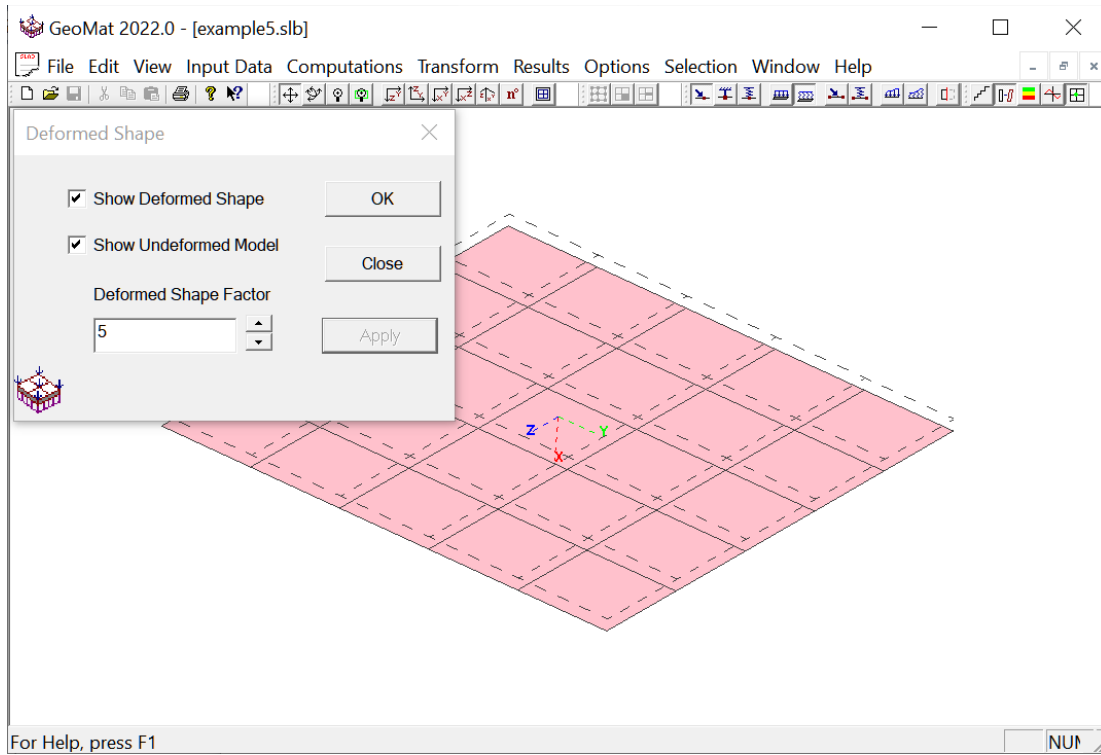 GeoMat 2022.0 - [example5.slb]
File Edit View Input Data Computations Transform Results Options Selection Window Help
Deformed Shape
Show Deformed Shape
OK
Show Undeformed Model
Close
Deformed Shape Factor
5
Apply
Z Y
X
For Help, press F1
NUM